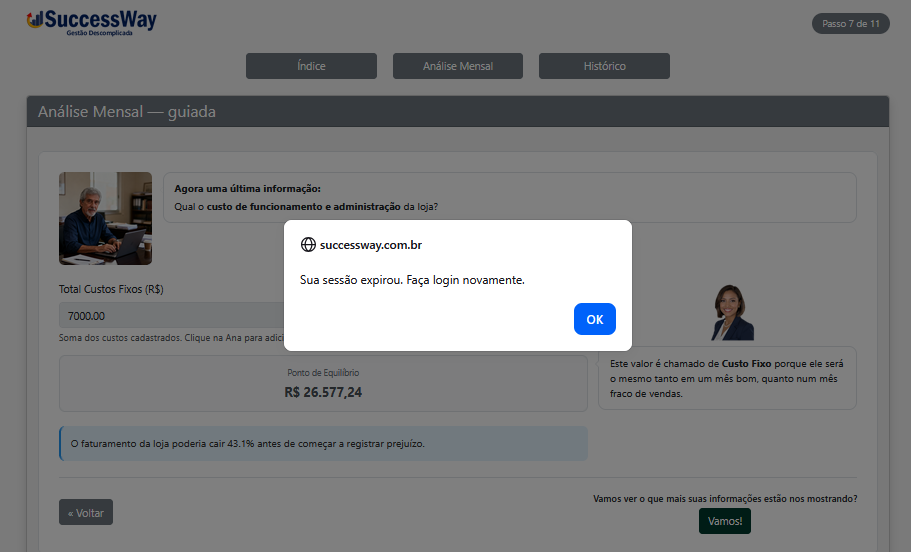 SuccessWay
Gestão Descomplicada
Passo 7 de 11
Índice
Análise Mensal
Histórico
Análise Mensal — guiada
Agora uma última informação:
Qual o custo de funcionamento e administração da loja?
successway.com.br
Sua sessão expirou. Faça login novamente.
OK
Total Custos Fixos (R$)
7000.00
Soma dos custos cadastrados. Clique na Ana para
Ponto de Equilíbrio
R$ 26.577,24
Este valor é chamado de Custo Fixo porque ele será
o mesmo tanto em um mês bom, quanto num mês
fraco de vendas.
O faturamento da loja poderia cair 43.1% antes de começar a registrar prejuízo.
Vamos ver o que mais suas informações estão nos mostrando?
« Voltar
Vamos!